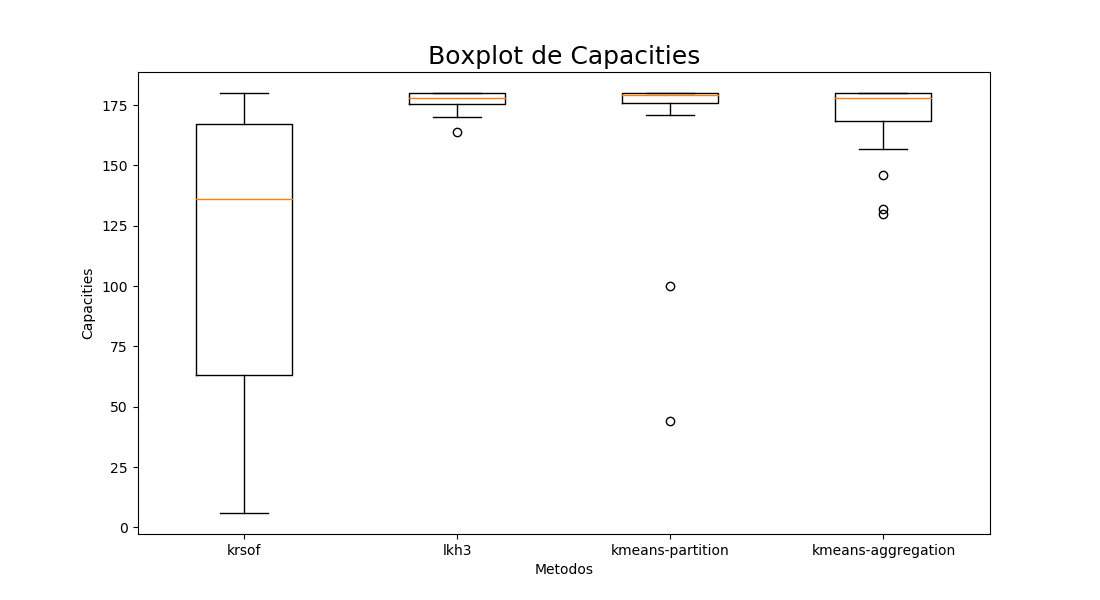 Boxplot de Capacities
175
150
125
100
75
50
25
0
Capacities
krsof
lkh3
kmeans-partition
kmeans-aggregation
Metodos